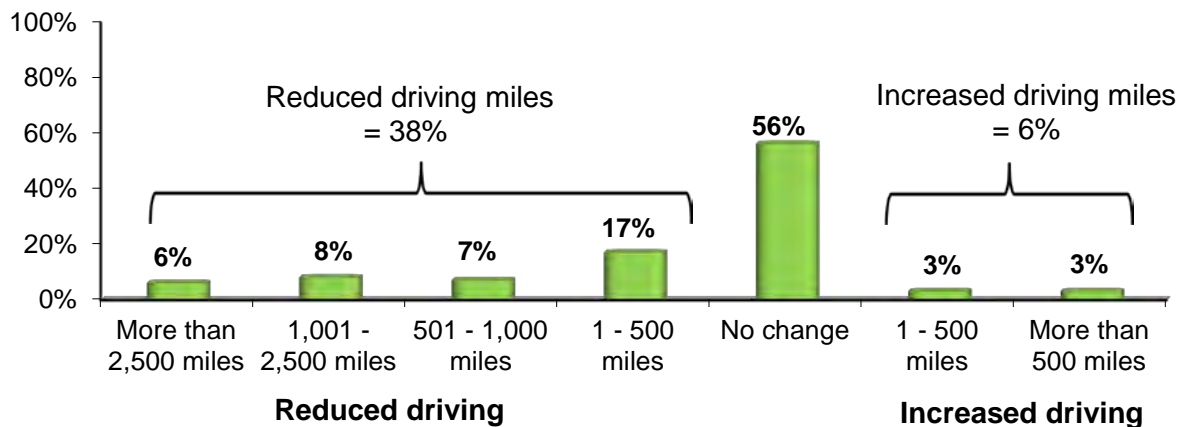 100%
80%
60%
40%
20%
0%
Reduced driving miles
= 38%
Increased driving miles
= 6%
6%
8%
7%
17%
56%
3%
3%
More than
2,500 miles
1,001 -
2,500 miles
501 - 1,000
miles
1 - 500
miles
No change
1 - 500
miles
More than
500 miles
Reduced driving
Increased driving